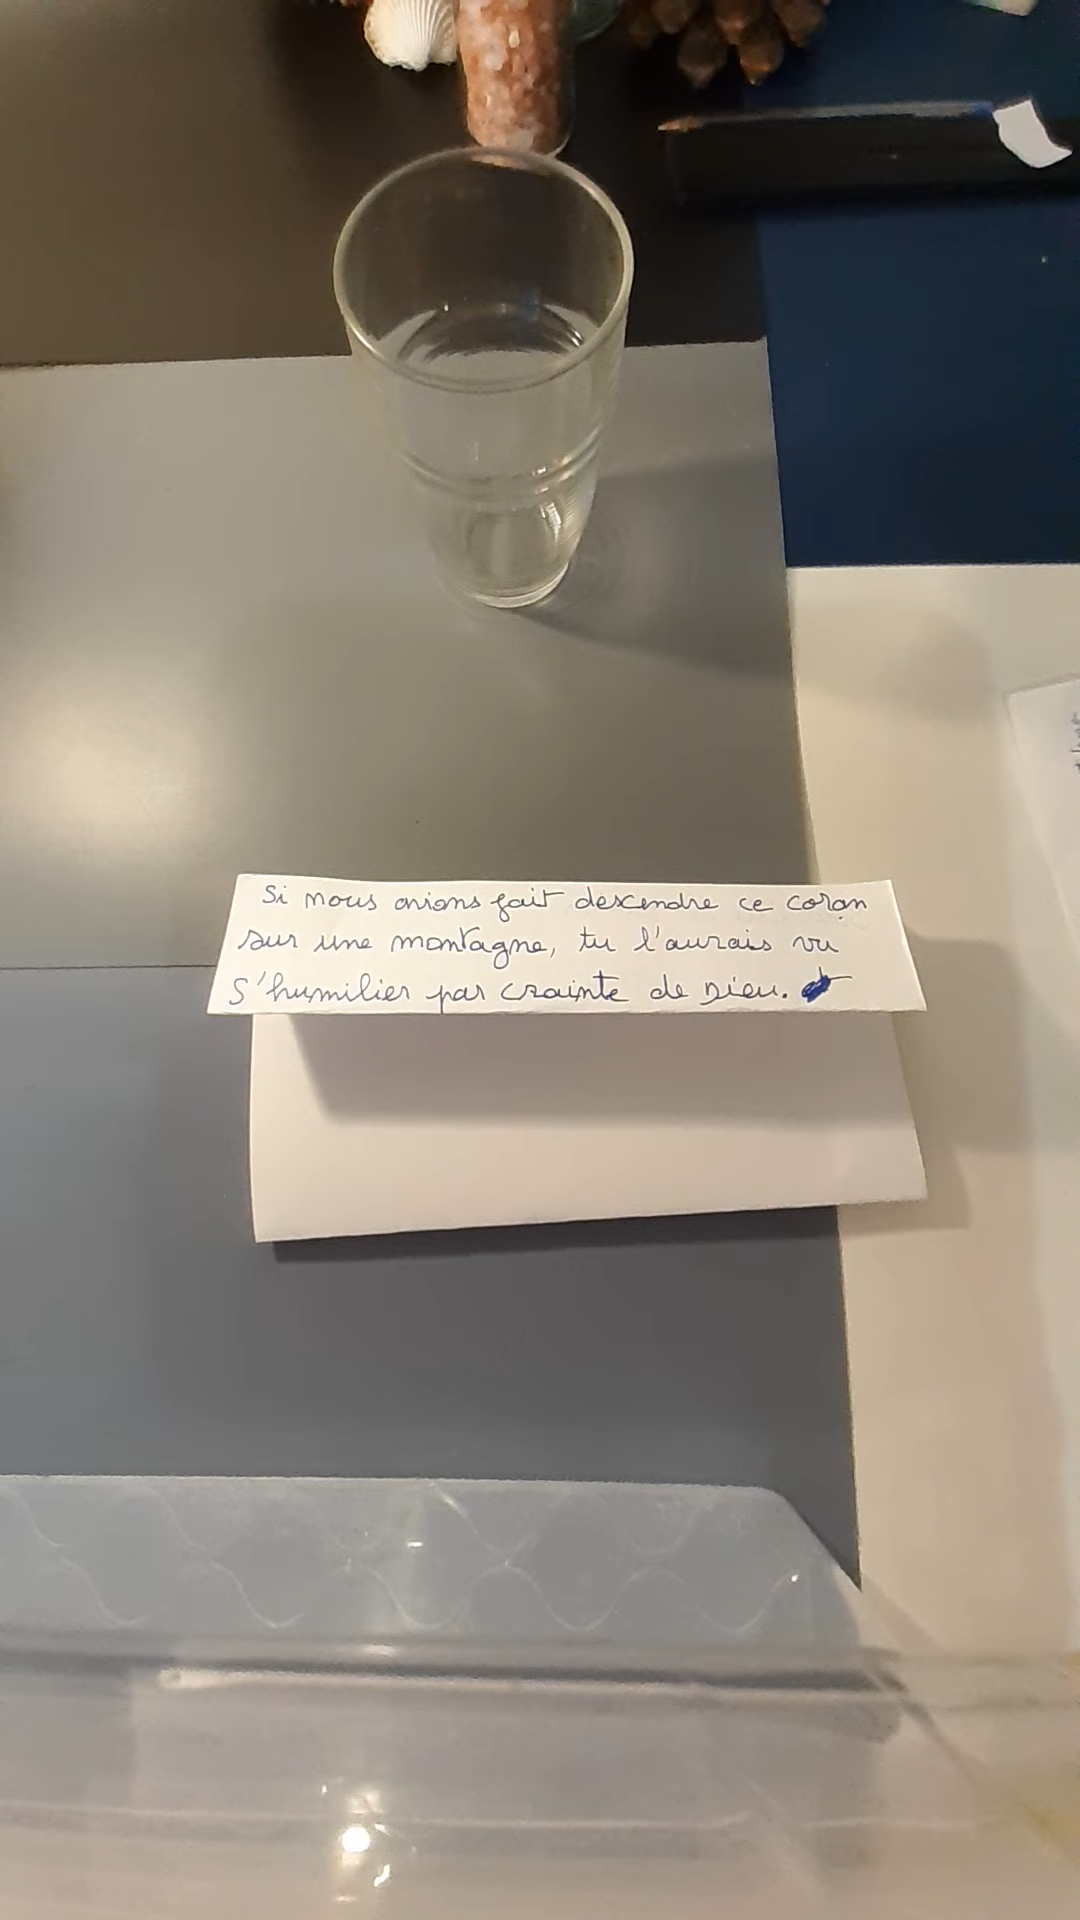 Si nous avions fait descendre ce coran
sur une montagne, tu l'aurais vu
s'humilier par crainte de Dieu.